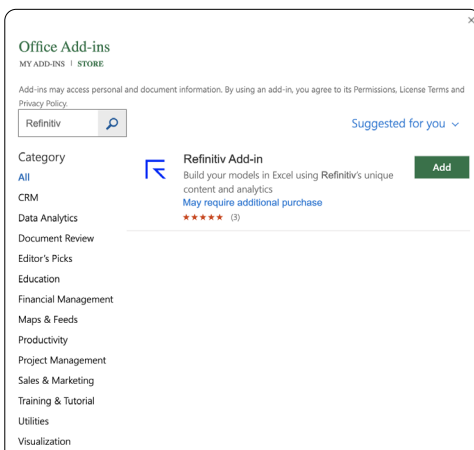 Office Add-ins
MY ADD-INS | STORE
Add-ins may access personal and document information. By using an add-in, you agree to its Permissions, License Terms and
Privacy Policy.
Refinitiv
Suggested for you
Category
All
CRM
Data Analytics
Document Review
Editor's Picks
Education
Financial Management
Maps & Feeds
Productivity
Project Management
Sales & Marketing
Training & Tutorial
Utilities
Visualization
Refinitiv Add-in
Build your models in Excel using Refinitiv's unique
content and analytics
May require additional purchase
(3)
Add